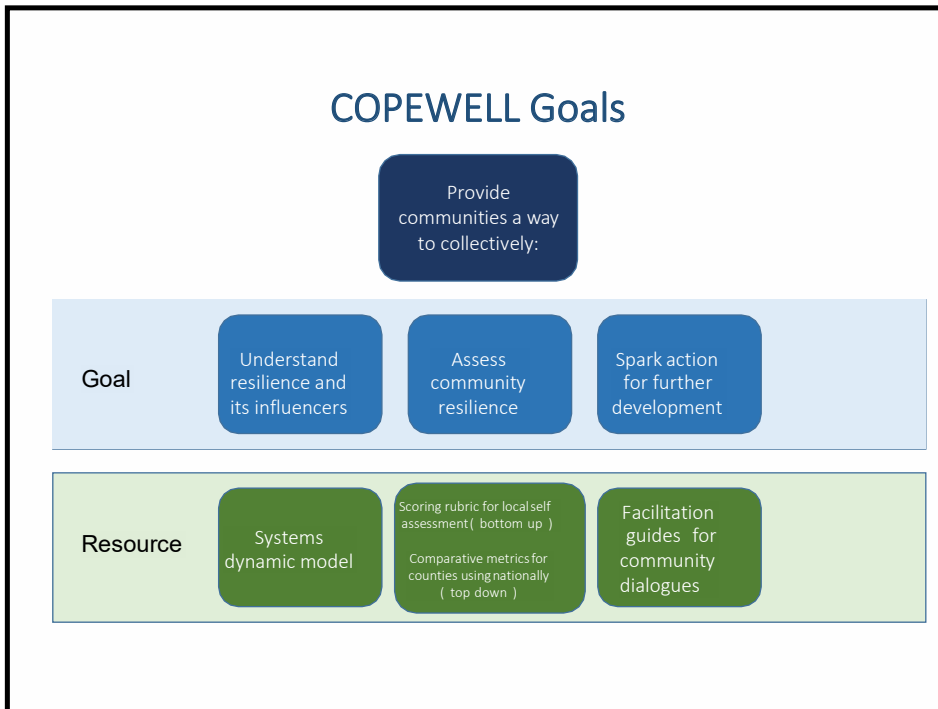 COPEWELL Goals
Provide
communities a way
to collectively:
Goal
Understand
resilience and
its influencers
Assess
community
resilience
Spark action
for further
development
Resource
Systems
dynamic model
Scoring rubric for local self
assessment ( bottom up )
Comparative metrics for
counties using nationally
( top down )
Facilitation
guides for
community
dialogues